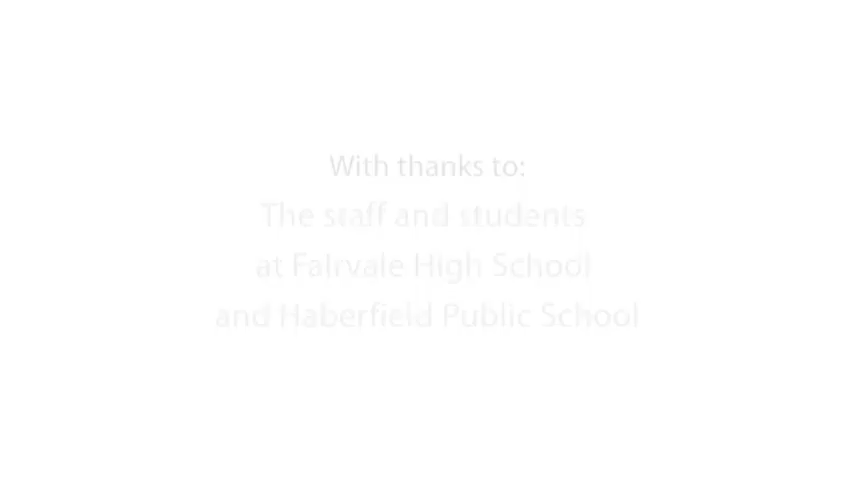 With thanks to:
The staff and students
at Fairvale High School
and Haberfield Public School